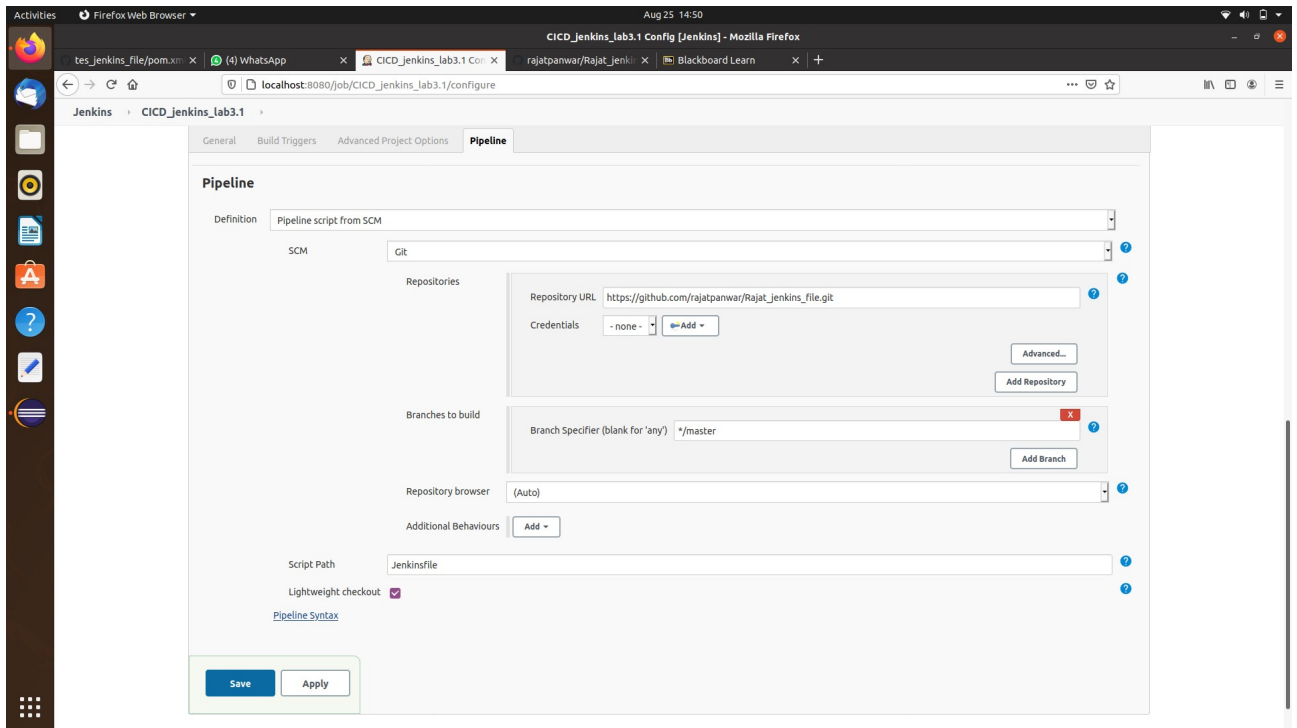 Activities Firefox Web Browser Aug 25 14:50
CICD_jenkins_lab3.1 Config [Jenkins] - Mozilla Firefox
tes_jenkins_file/pom.xm (4) WhatsApp CICD_jenkins_lab3.1 Con rajatpanwar/Rajat_jenkin Bb Blackboard Learn
localhost:8080/job/CICD_jenkins_lab3.1/configure
Jenkins CICD_jenkins_lab3.1
General Build Triggers Advanced Project Options Pipeline
Pipeline
Definition Pipeline script from SCM
SCM Git
Repositories
Repository URL https://github.com/rajatpanwar/Rajat_jenkins_file.git
Credentials - none - Add
Advanced...
Add Repository
Branches to build X
Branch Specifier (blank for 'any') */master
Add Branch
Repository browser (Auto)
Additional Behaviours Add
Script Path Jenkinsfile
Lightweight checkout
Pipeline Syntax
Save Apply